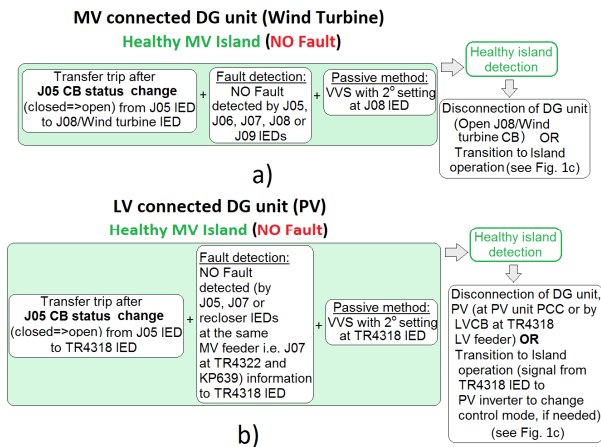 MV connected DG unit (Wind Turbine)
Healthy MV Island (NO Fault)
Transfer trip after
J05 CB status change
(closed=>open) from J05 IED
to J08/Wind turbine IED
+
Fault detection:
NO Fault
detected by J05,
J06, J07, J08 or
J09 IEDs
+
Passive method:
VVS with 2° setting
at J08 IED
Healthy island
detection
Disconnection of DG unit
(Open J08/Wind
turbine CB) OR
Transition to Island
operation (see Fig. 1c)
a)
LV connected DG unit (PV)
Healthy MV Island (NO Fault)
Transfer trip after
J05 CB status change
(closed=>open) from J05 IED
to TR4318 IED
+
Fault detection:
NO Fault
detected (by
J05, J07 or
recloser IEDs
at the same
MV feeder i.e. J07
at TR4322 and
KP639) information
to TR4318 IED
+
Passive method:
VVS with 2° setting
at TR4318 IED
Healthy island
detection
Disconnection of DG unit,
PV (at PV unit PCC or by
LVCB at TR4318
LV feeder) OR
Transition to Island
operation (signal from
TR4318 IED to
PV inverter to change
control mode, if needed)
(see Fig. 1c)
b)